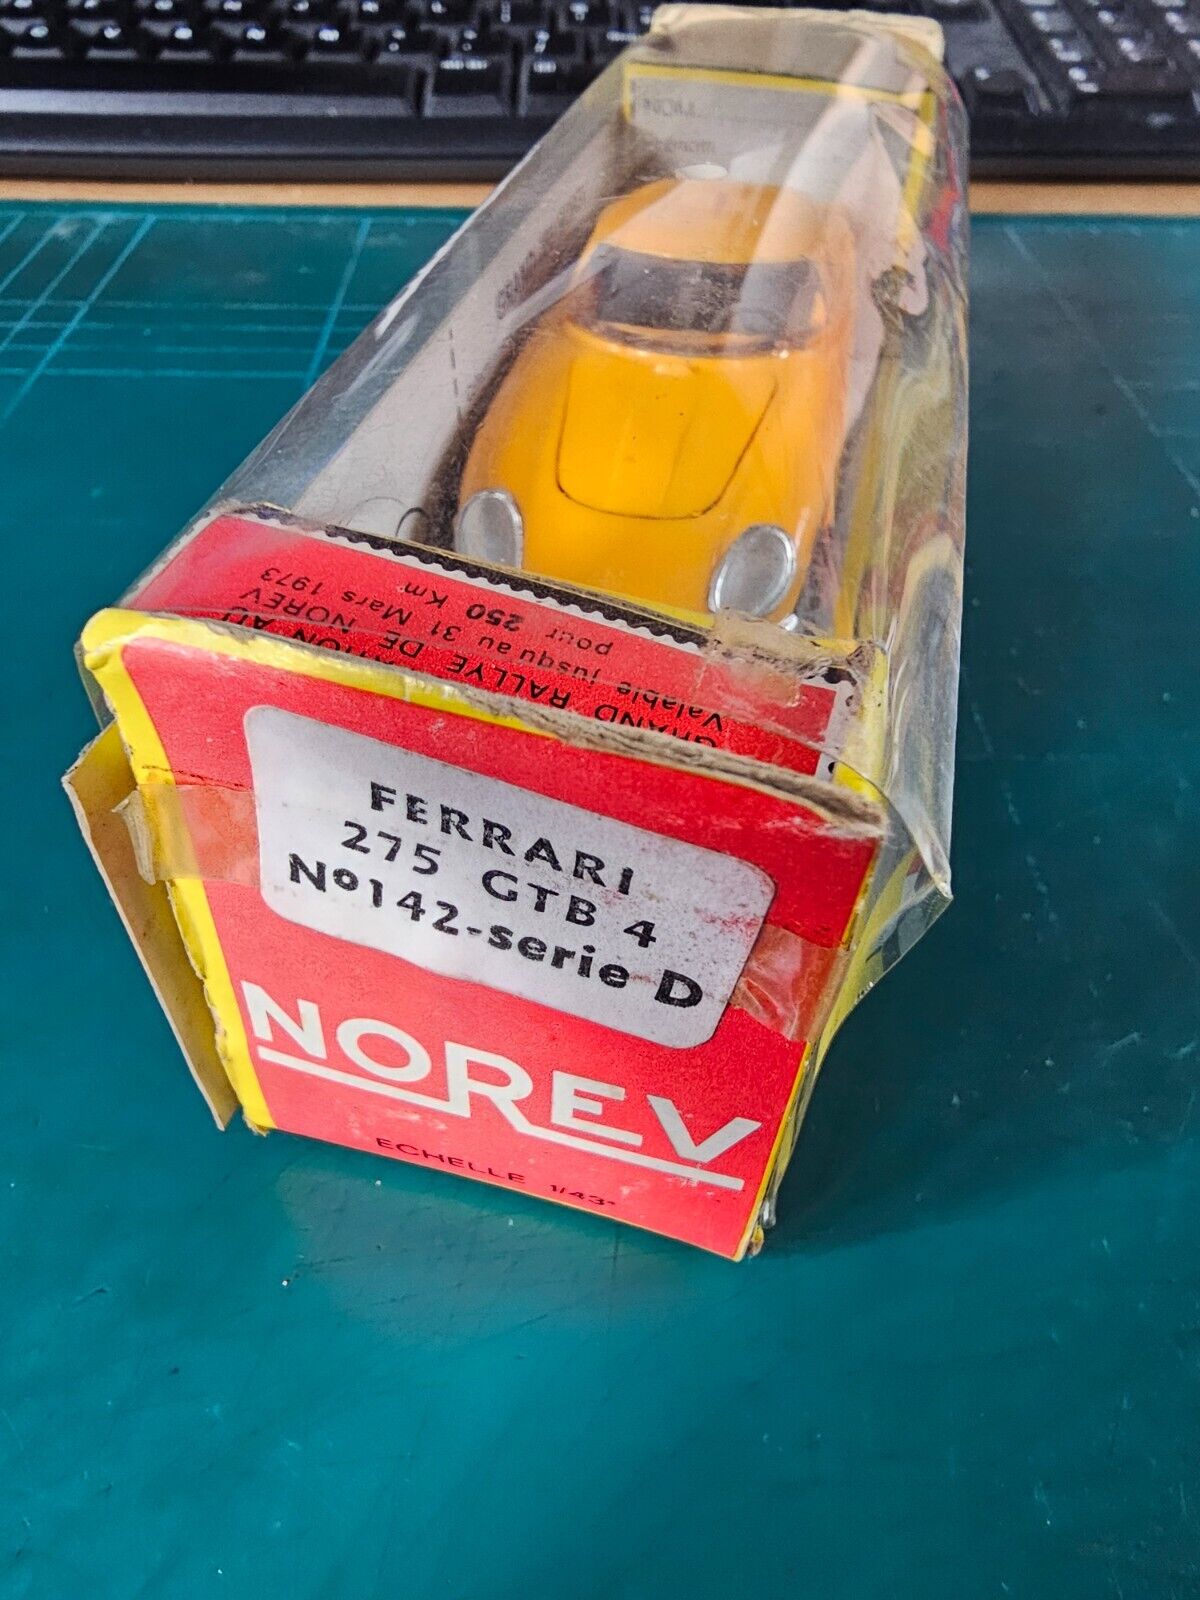 FERRARI
275 GTB 4
Nº142-Serie D
NOREV
ECHELLE 1/43e
GRAND RALLYE DE NOREV
Valable jusqu'au 31 Mars 1973
pour 250 Km